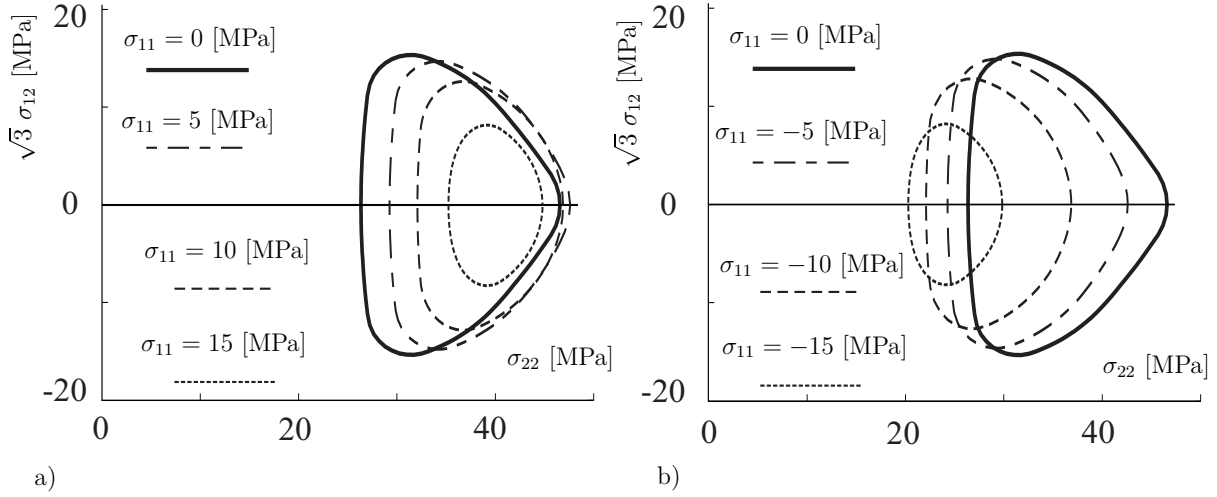 20
√3 σ12 [MPa]
σ11 = 0 [MPa]
σ11 = 5 [MPa]
0
σ11 = 10 [MPa]
σ11 = 15 [MPa]
σ22 [MPa]
-20
0
20
40
a)
20
√3 σ12 [MPa]
σ11 = 0 [MPa]
σ11 = −5 [MPa]
0
σ11 = −10 [MPa]
σ11 = −15 [MPa]
σ22 [MPa]
-20
0
20
40
b)